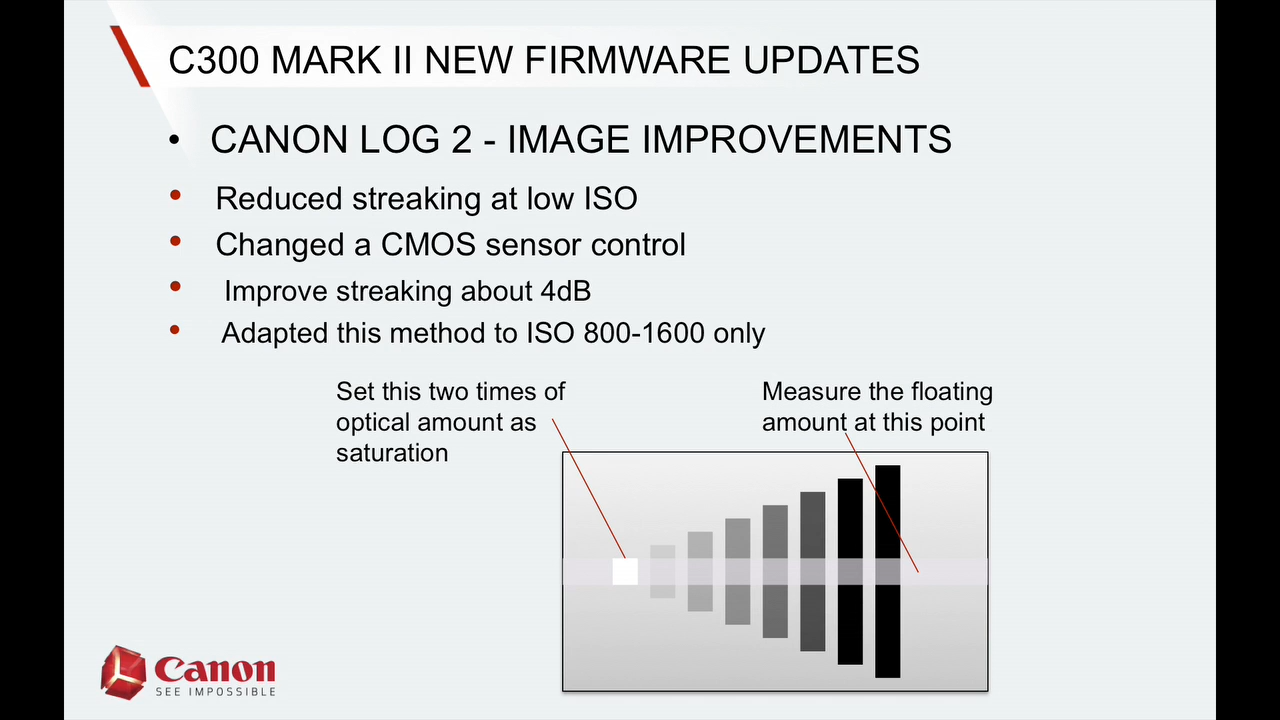 C300 MARK II NEW FIRMWARE UPDATES
• CANON LOG 2 - IMAGE IMPROVEMENTS
• Reduced streaking at low ISO
• Changed a CMOS sensor control
• Improve streaking about 4dB
• Adapted this method to ISO 800-1600 only
Set this two times of
optical amount as
saturation
Measure the floating
amount at this point
Canon
SEE IMPOSSIBLE